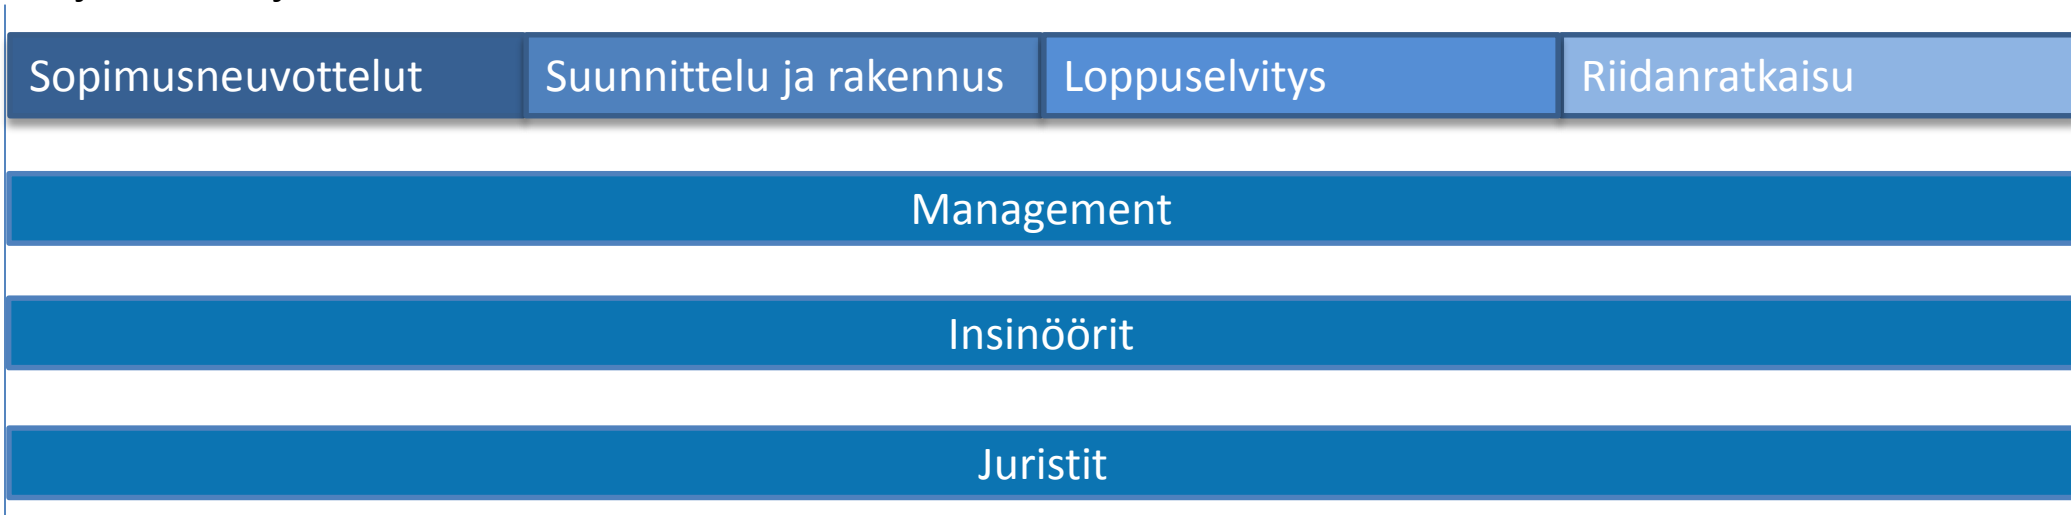 Sopimusneuvottelut Suunnittelu ja rakennus Loppuselvitys Riidanratkaisu
Management
Insinöörit
Juristit